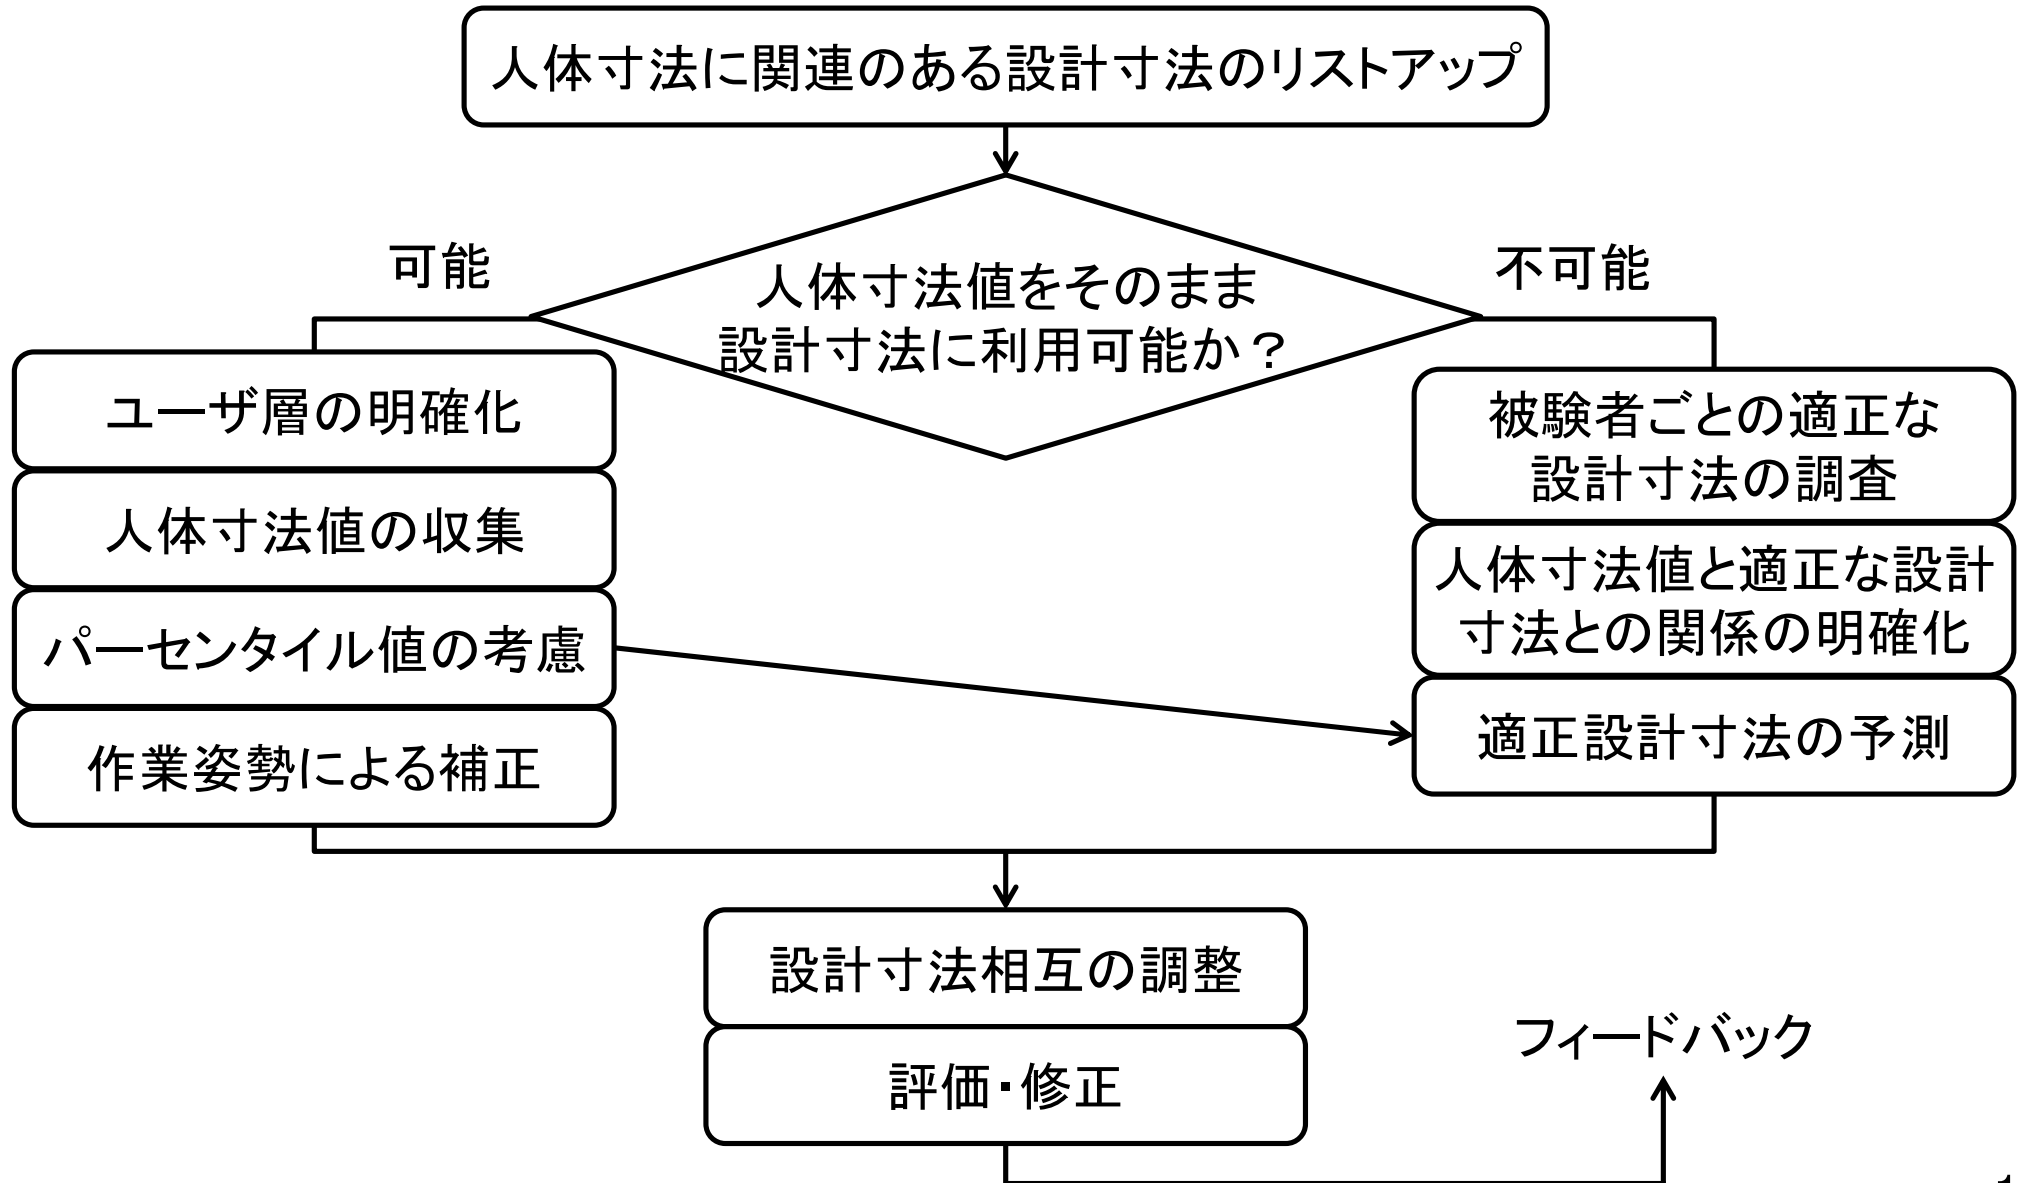 人体寸法に関連のある設計寸法のリストアップ
可能
不可能
人体寸法値をそのまま
設計寸法に利用可能か？
ユーザ層の明確化
人体寸法値の収集
パーセンタイル値の考慮
作業姿勢による補正
被験者ごとの適正な
設計寸法の調査
人体寸法値と適正な設計
寸法との関係の明確化
適正設計寸法の予測
設計寸法相互の調整
評価・修正
フィードバック